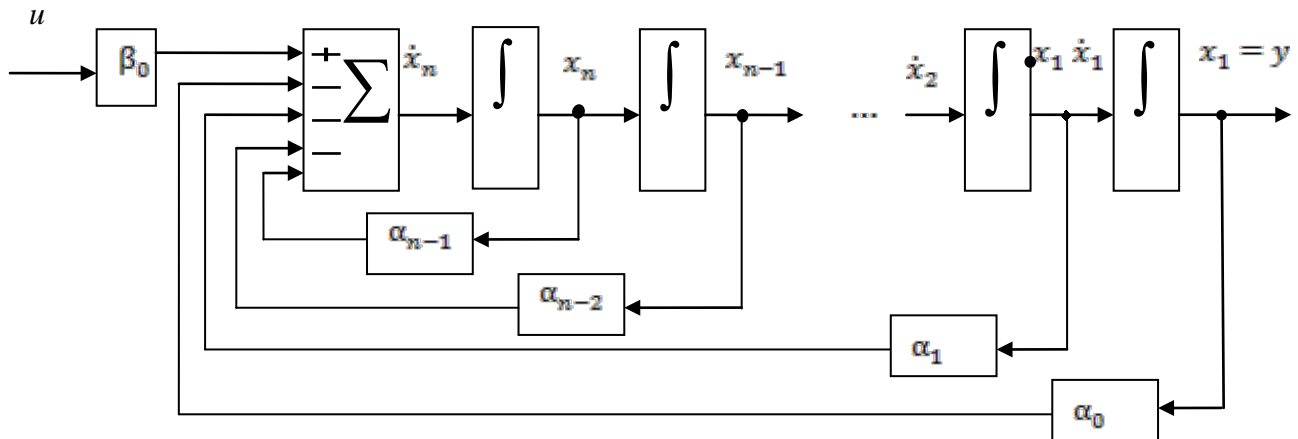 u
β₀
+
−
−
−
∑
ẋₙ
∫
xₙ
∫
xₙ₋₁
...
ẋ₂
∫
x₁ ẋ₁
∫
x₁ = y
αₙ₋₁
αₙ₋₂
α₁
α₀